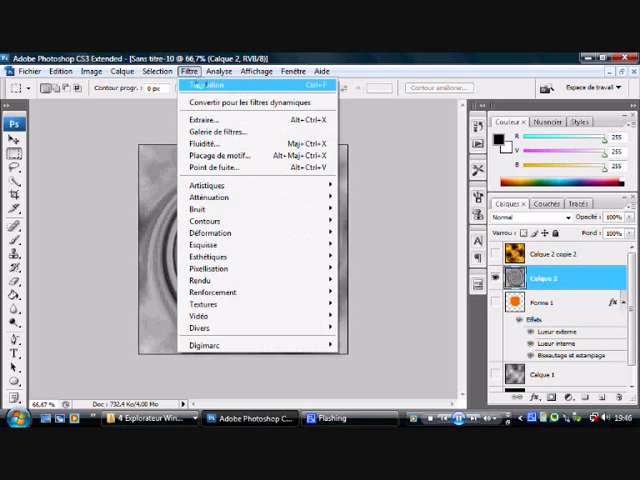 Adobe Photoshop CS3 Extended - [Sans titre-10 @ 66,7% (Calque 2, RVB/8)]
Fichier Edition Image Calque Sélection Filtre Analyse Affichage Fenêtre Aide
Contour progr. : 0 px
Contour améliorer...
Espace de travail
Ctrl+F
Convertir pour les filtres dynamiques
Extraire... Alt+Ctrl+X
Galerie de filtres...
Fluidité... Maj+Ctrl+X
Placage de motif... Alt+Maj+Ctrl+X
Point de fuite... Alt+Ctrl+V
Artistiques
Atténuation
Bruit
Contours
Déformation
Esquisse
Esthétiques
Pixellisation
Rendu
Renforcement
Textures
Vidéo
Divers
Digimarc
Ps
Couleur Nuancier Styles
R 255
V 255
B 255
Calques Couches Tracés
Normal Opacité : 100%
Verrou : Fond : 100%
Calque 2 copie 2
Calque 2
Forme 1 fx
Effets
Lueur externe
Lueur interne
Biseautage et estampage
Calque 1
66,67% Doc : 732,4 Ko/4,00 Mo
4 Explorateur Win... Adobe Photoshop C... Flashing 19:46